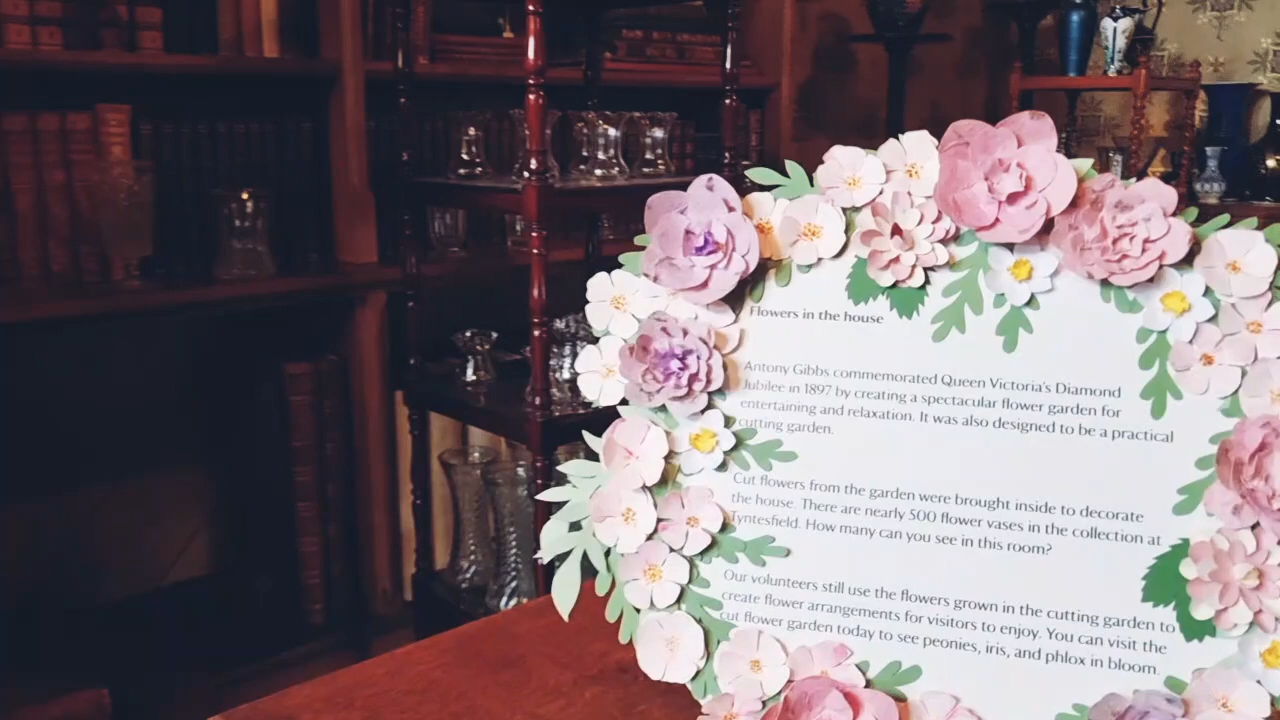 Flowers in the house
Antony Gibbs commemorated Queen Victoria's Diamond
Jubilee in 1897 by creating a spectacular flower garden for
entertaining and relaxation. It was also designed to be a practical
cutting garden.
Cut flowers from the garden were brought inside to decorate
the house. There are nearly 500 flower vases in the collection at
Tyntesfield. How many can you see in this room?
Our volunteers still use the flowers grown in the cutting garden to
create flower arrangements for visitors to enjoy. You can visit the
cut flower garden today to see peonies, iris, and phlox in bloom.